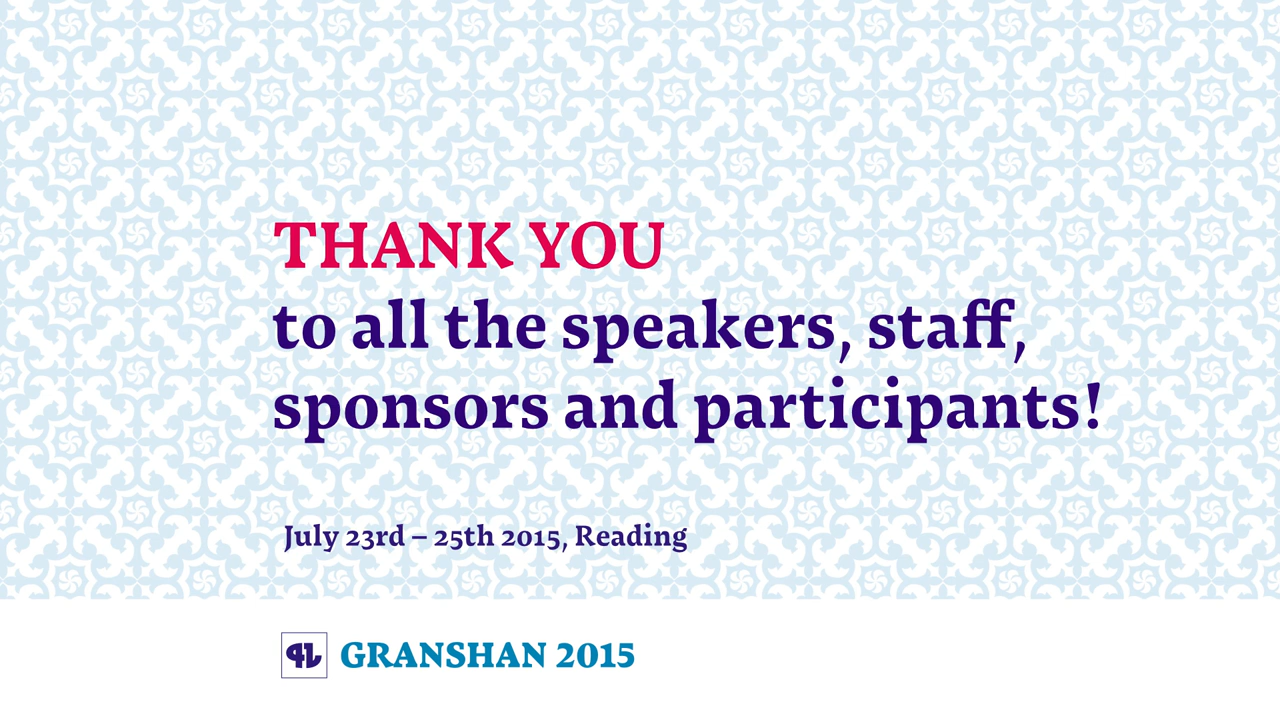 THANK YOU
to all the speakers, staff,
sponsors and participants!
July 23rd – 25th 2015, Reading
GRANSHAN 2015